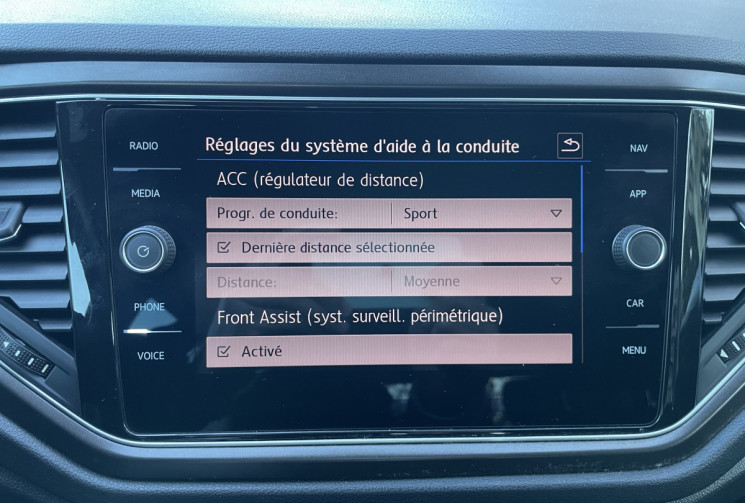 RADIO
MEDIA
PHONE
VOICE
Réglages du système d'aide à la conduite
ACC (régulateur de distance)
Progr. de conduite: Sport
Dernière distance sélectionnée
Distance: Moyenne
Front Assist (syst. surveill. périmétrique)
Activé
NAV
APP
CAR
MENU